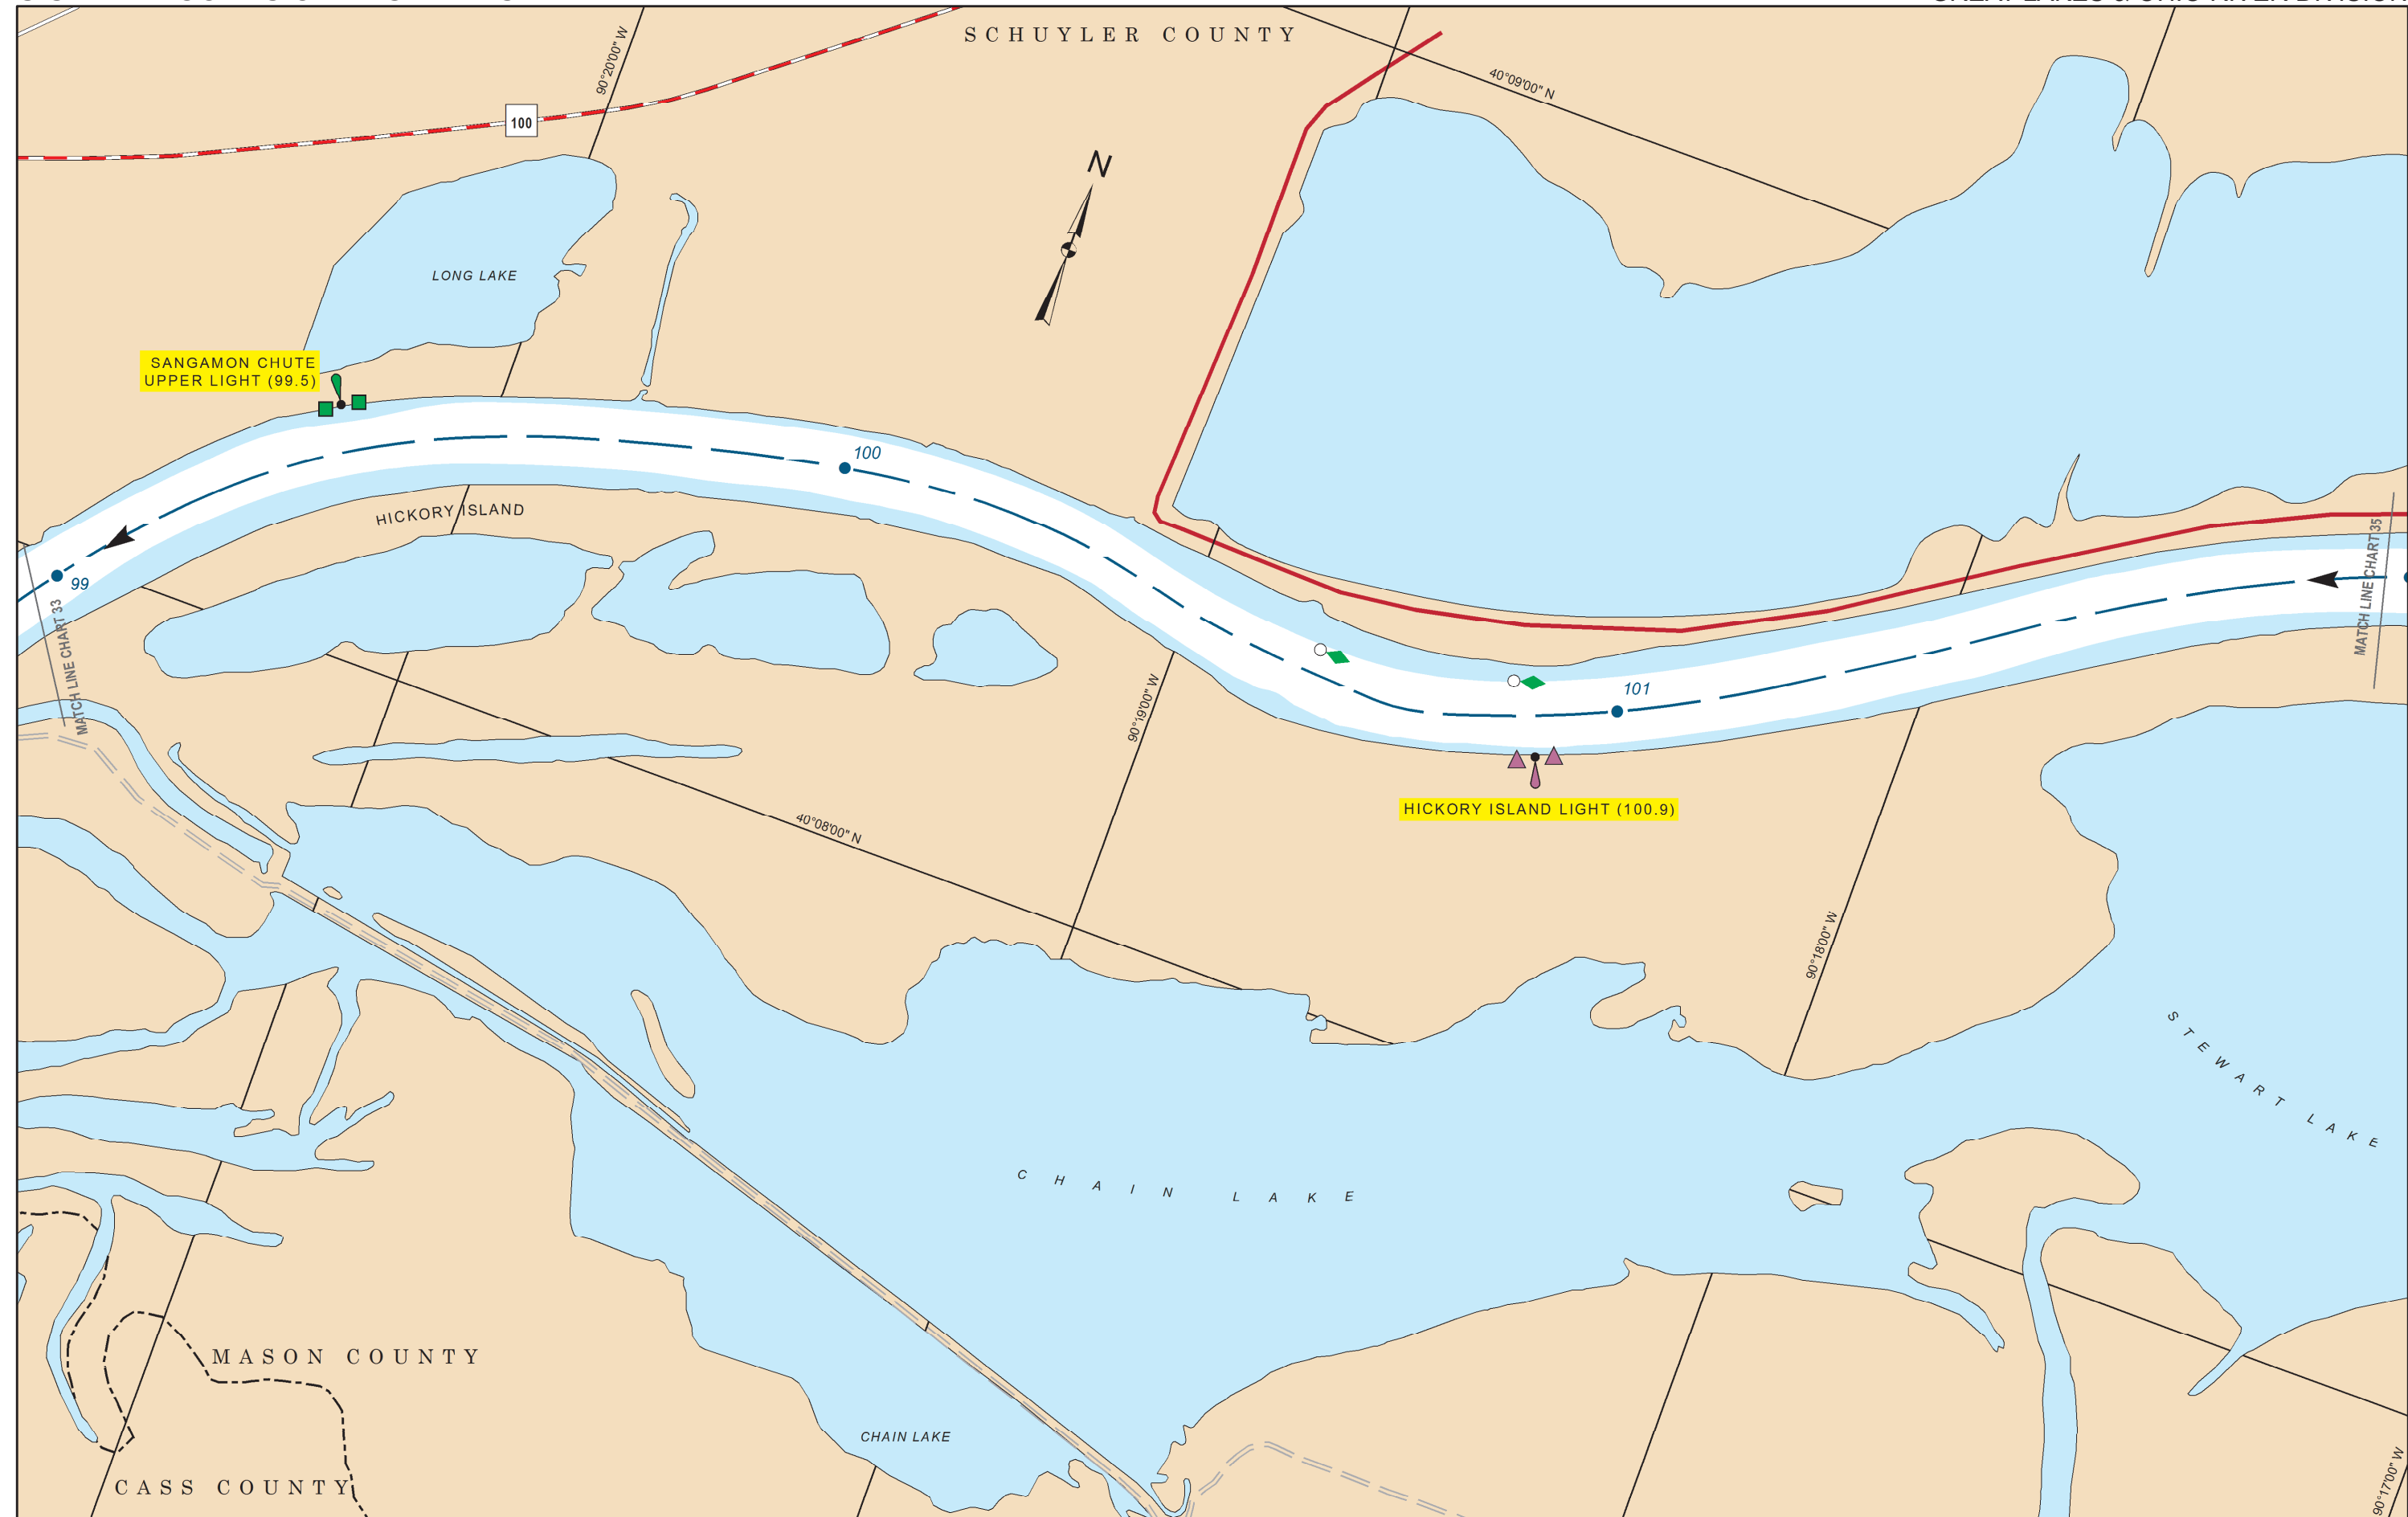 SCHUYLER COUNTY
90°20'00" W
40°09'00" N
100
N
LONG LAKE
SANGAMON CHUTE
UPPER LIGHT (99.5)
100
HICKORY ISLAND
99
MATCH LINE CHART 33
MATCH LINE CHART 35
101
90°19'00" W
HICKORY ISLAND LIGHT (100.9)
40°08'00" N
90°18'00" W
STEWART LAKE
CHAIN LAKE
MASON COUNTY
CHAIN LAKE
CASS COUNTY
90°17'00" W